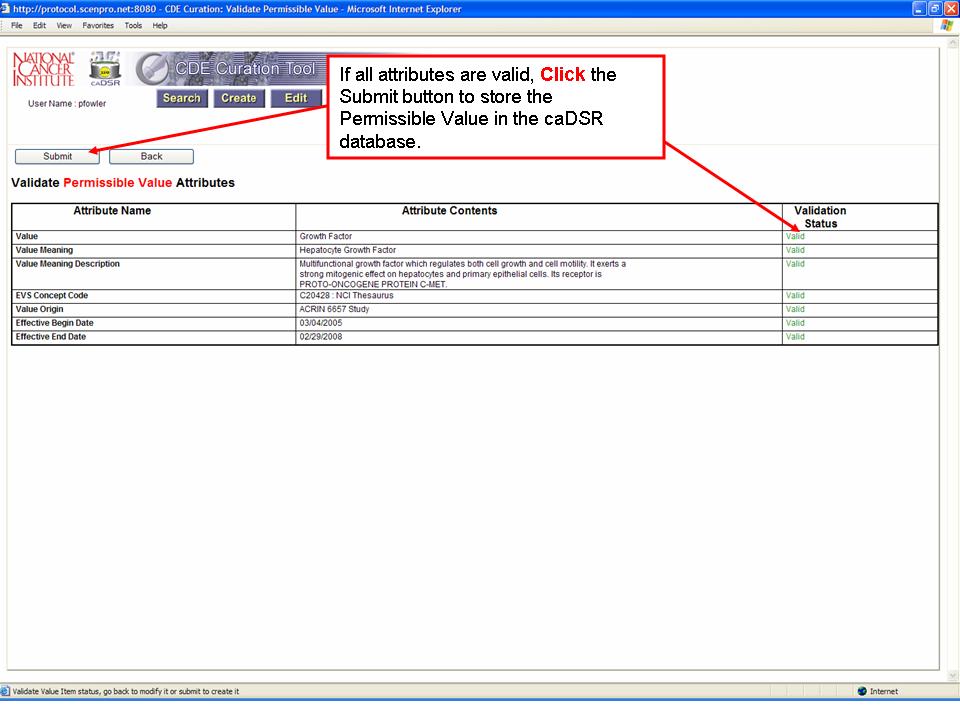 http://protocol.scenpro.net:8080 - CDE Curation: Validate Permissible Value - Microsoft Internet Explorer
File Edit View Favorites Tools Help
NATIONAL
CANCER
INSTITUTE
caDSR
CDE Curation Tool
User Name : pfowler
Search Create Edit
If all attributes are valid, Click the
Submit button to store the
Permissible Value in the caDSR
database.
Submit Back
Validate Permissible Value Attributes
Attribute Name Attribute Contents Validation
Status
Value Growth Factor Valid
Value Meaning Hepatocyte Growth Factor Valid
Value Meaning Description Multifunctional growth factor which regulates both cell growth and cell motility. It exerts a Valid
strong mitogenic effect on hepatocytes and primary epithelial cells. Its receptor is
PROTO-ONCOGENE PROTEIN C-MET.
EVS Concept Code C20428 : NCI Thesaurus Valid
Value Origin ACRIN 6657 Study Valid
Effective Begin Date 03/04/2005 Valid
Effective End Date 02/29/2008 Valid
Validate Value Item status, go back to modify it or submit to create it
Internet